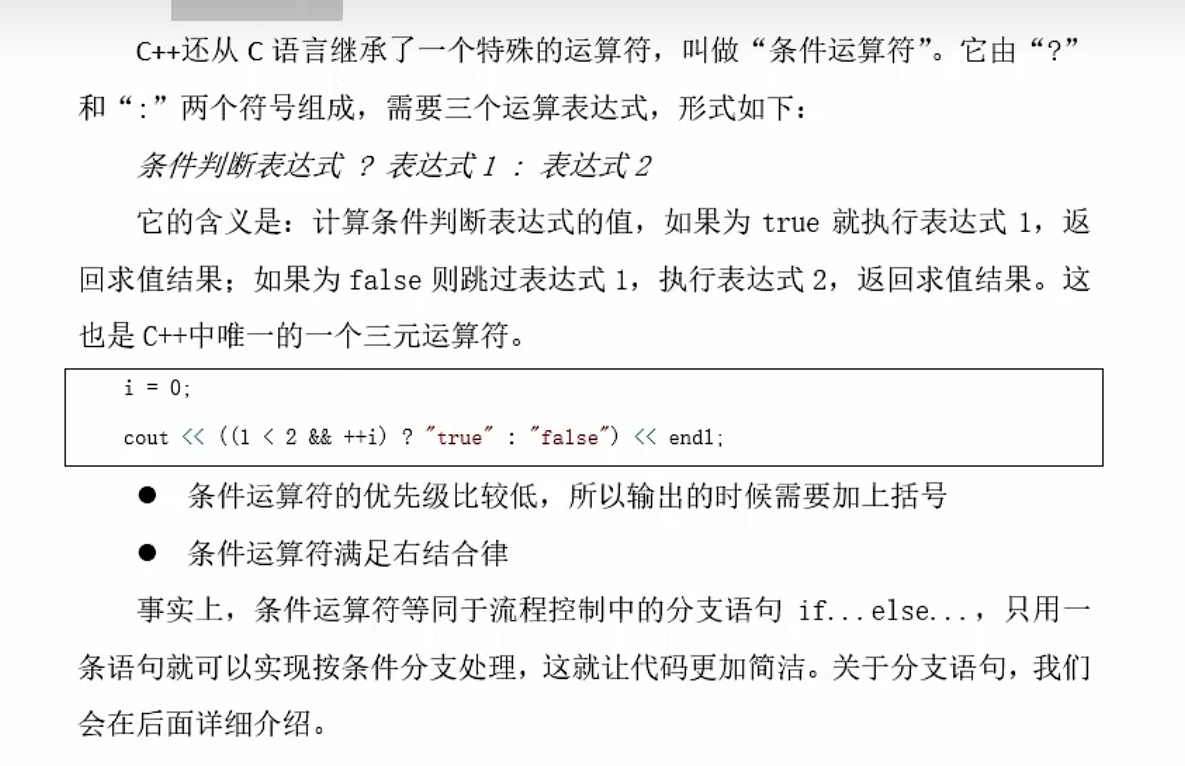 C++还从 C 语言继承了一个特殊的运算符，叫做“条件运算符”。它由“?”
和“:”两个符号组成，需要三个运算表达式，形式如下：
条件判断表达式 ? 表达式1 : 表达式2
它的含义是：计算条件判断表达式的值，如果为 true 就执行表达式 1，返
回求值结果；如果为 false 则跳过表达式 1，执行表达式 2，返回求值结果。这
也是 C++中唯一的一个三元运算符。
i = 0;
cout << ((1 < 2 && ++i) ? "true" : "false") << endl;
● 条件运算符的优先级比较低，所以输出的时候需要加上括号
● 条件运算符满足右结合律
事实上，条件运算符等同于流程控制中的分支语句 if...else...，只用一
条语句就可以实现按条件分支处理，这就让代码更加简洁。关于分支语句，我们
会在后面详细介绍。